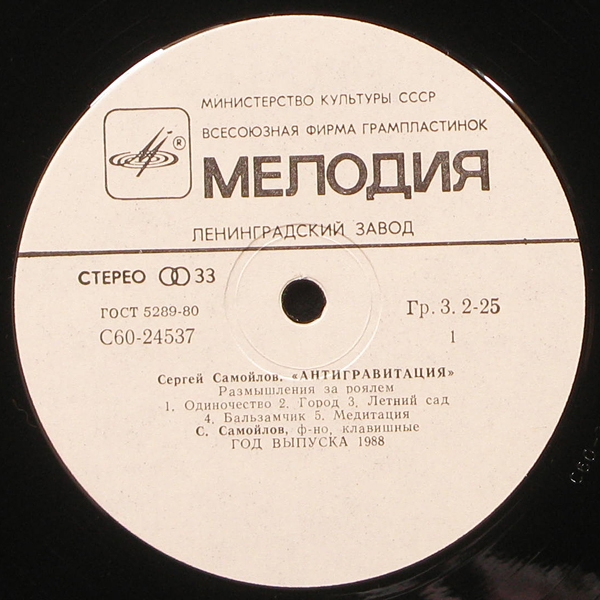 МИНИСТЕРСТВО КУЛЬТУРЫ СССР
ВСЕСОЮЗНАЯ ФИРМА ГРАМПЛАСТИНОК
®
МЕЛОДИЯ
ЛЕНИНГРАДСКИЙ ЗАВОД
СТЕРЕО 33
ГОСТ 5289-80 Гр. 3. 2-25
С60-24537 1
Сергей Самойлов, «АНТИГРАВИТАЦИЯ»
Размышления за роялем
1. Одиночество 2. Город 3. Летний сад
4. Бальзамчик 5. Медитация
С. Самойлов, ф-но, клавишные
ГОД ВЫПУСКА 1988